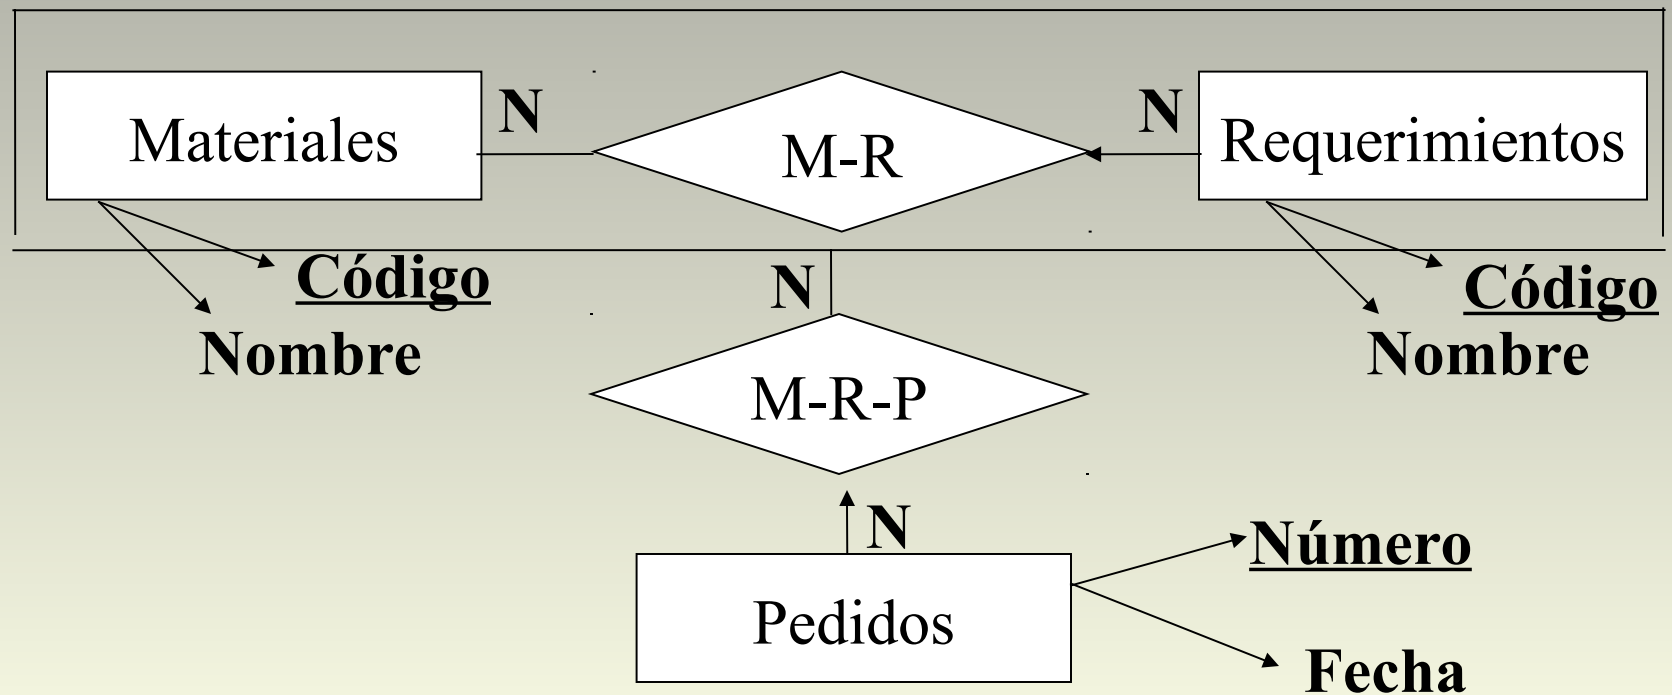 N N
Materiales M-R Requerimientos
N Código Código
Nombre Nombre
M-R-P
N Número
Pedidos
Fecha